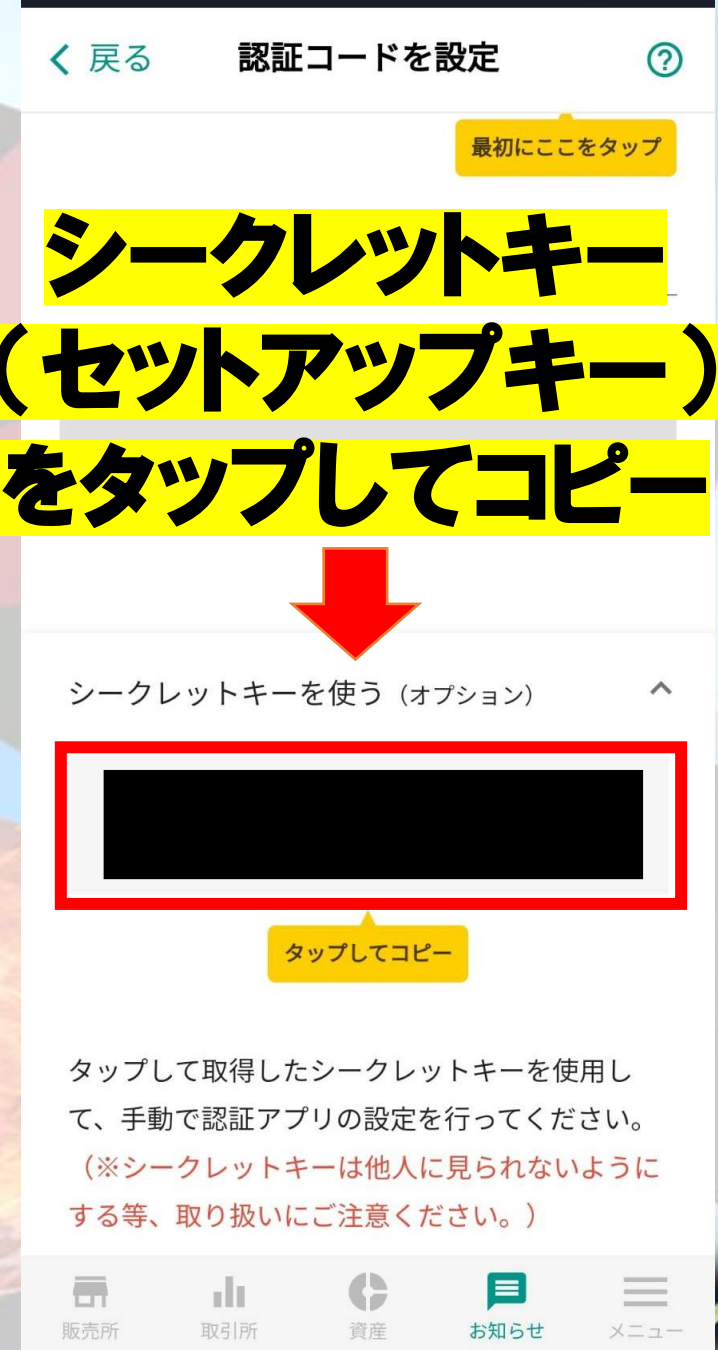 戻る
認証コードを設定
?
最初にここをタップ
シークレットキー
(セットアップキー)
をタップしてコピー
シークレットキーを使う(オプション)
タップしてコピー
タップして取得したシークレットキーを使用し
て、手動で認証アプリの設定を行ってください。
(※シークレットキーは他人に見られないように
する等、取り扱いにご注意ください。)
販売所
取引所
資産
お知らせ
メニュー